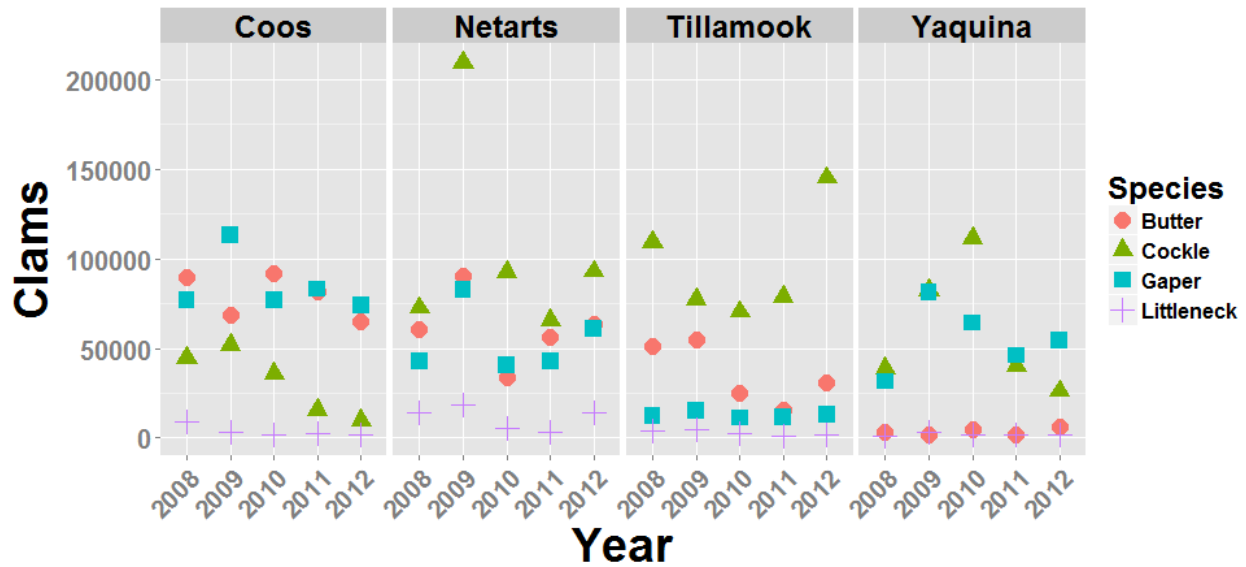 Coos Netarts Tillamook Yaquina
200000
150000
100000
50000
0
Clams
2008 2009 2010 2011 2012 2008 2009 2010 2011 2012 2008 2009 2010 2011 2012 2008 2009 2010 2011 2012
Year
Species
Butter
Cockle
Gaper
Littleneck